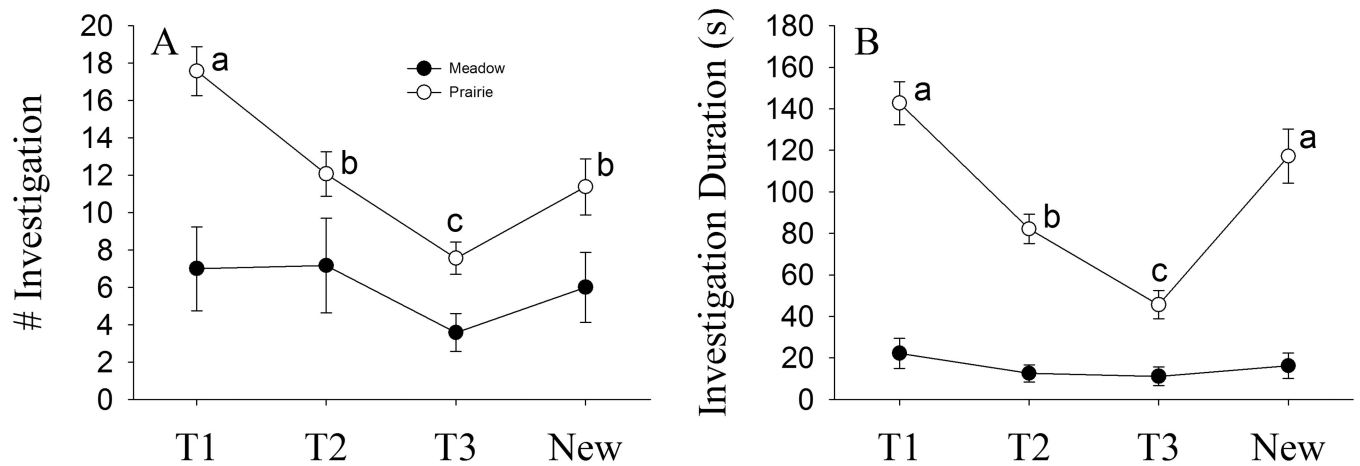 A
# Investigation
20
18
16
14
12
10
8
6
4
2
0
a
b
c
b
Meadow
Prairie
T1 T2 T3 New
B
Investigation Duration (s)
180
160
140
120
100
80
60
40
20
0
a
b
c
a
T1 T2 T3 New